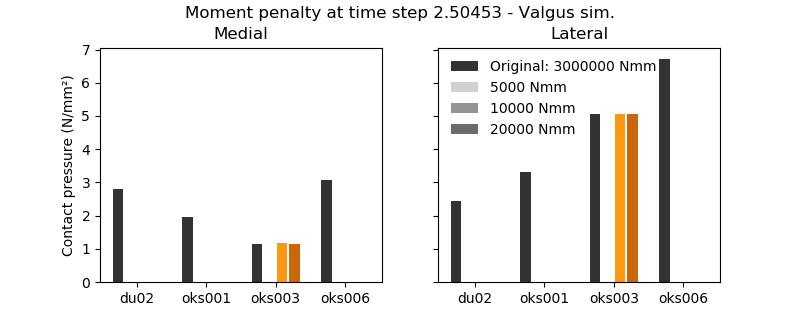 Moment penalty at time step 2.50453 - Valgus sim.
Medial
Lateral
Contact pressure (N/mm²)
7
6
5
4
3
2
1
0
Original: 3000000 Nmm
5000 Nmm
10000 Nmm
20000 Nmm
du02 oks001 oks003 oks006
du02 oks001 oks003 oks006